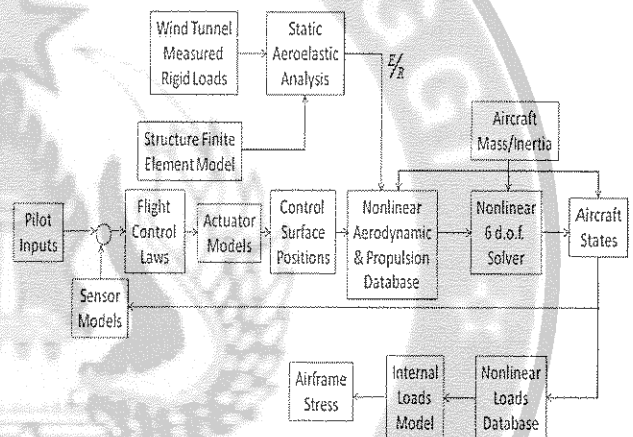 Wind Tunnel
Measured
Rigid Loads
Static
Aeroelastic
Analysis
E/R
Structure Finite
Element Model
Aircraft
Mass/Inertia
Pilot
Inputs
Flight
Control
Laws
Actuator
Models
Control
Surface
Positions
Nonlinear
Aerodynamic
& Propulsion
Database
Nonlinear
6 d.o.f.
Solver
Aircraft
States
Sensor
Models
Airframe
Stress
Internal
Loads
Model
Nonlinear
Loads
Database